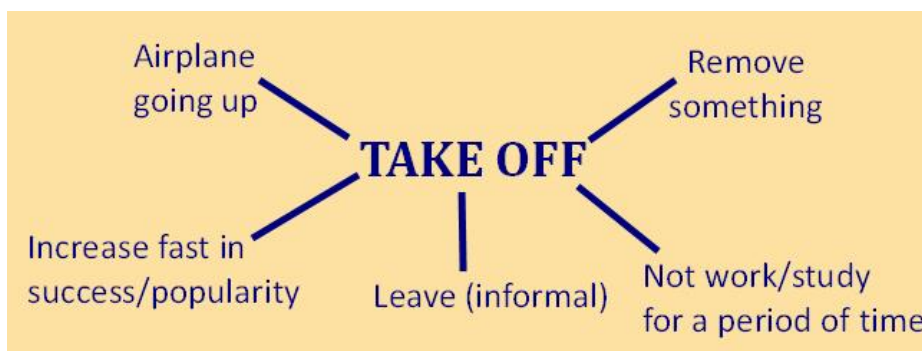 Airplane
going up
Remove
something
TAKE OFF
Increase fast in
success/popularity
Leave (informal)
Not work/study
for a period of time